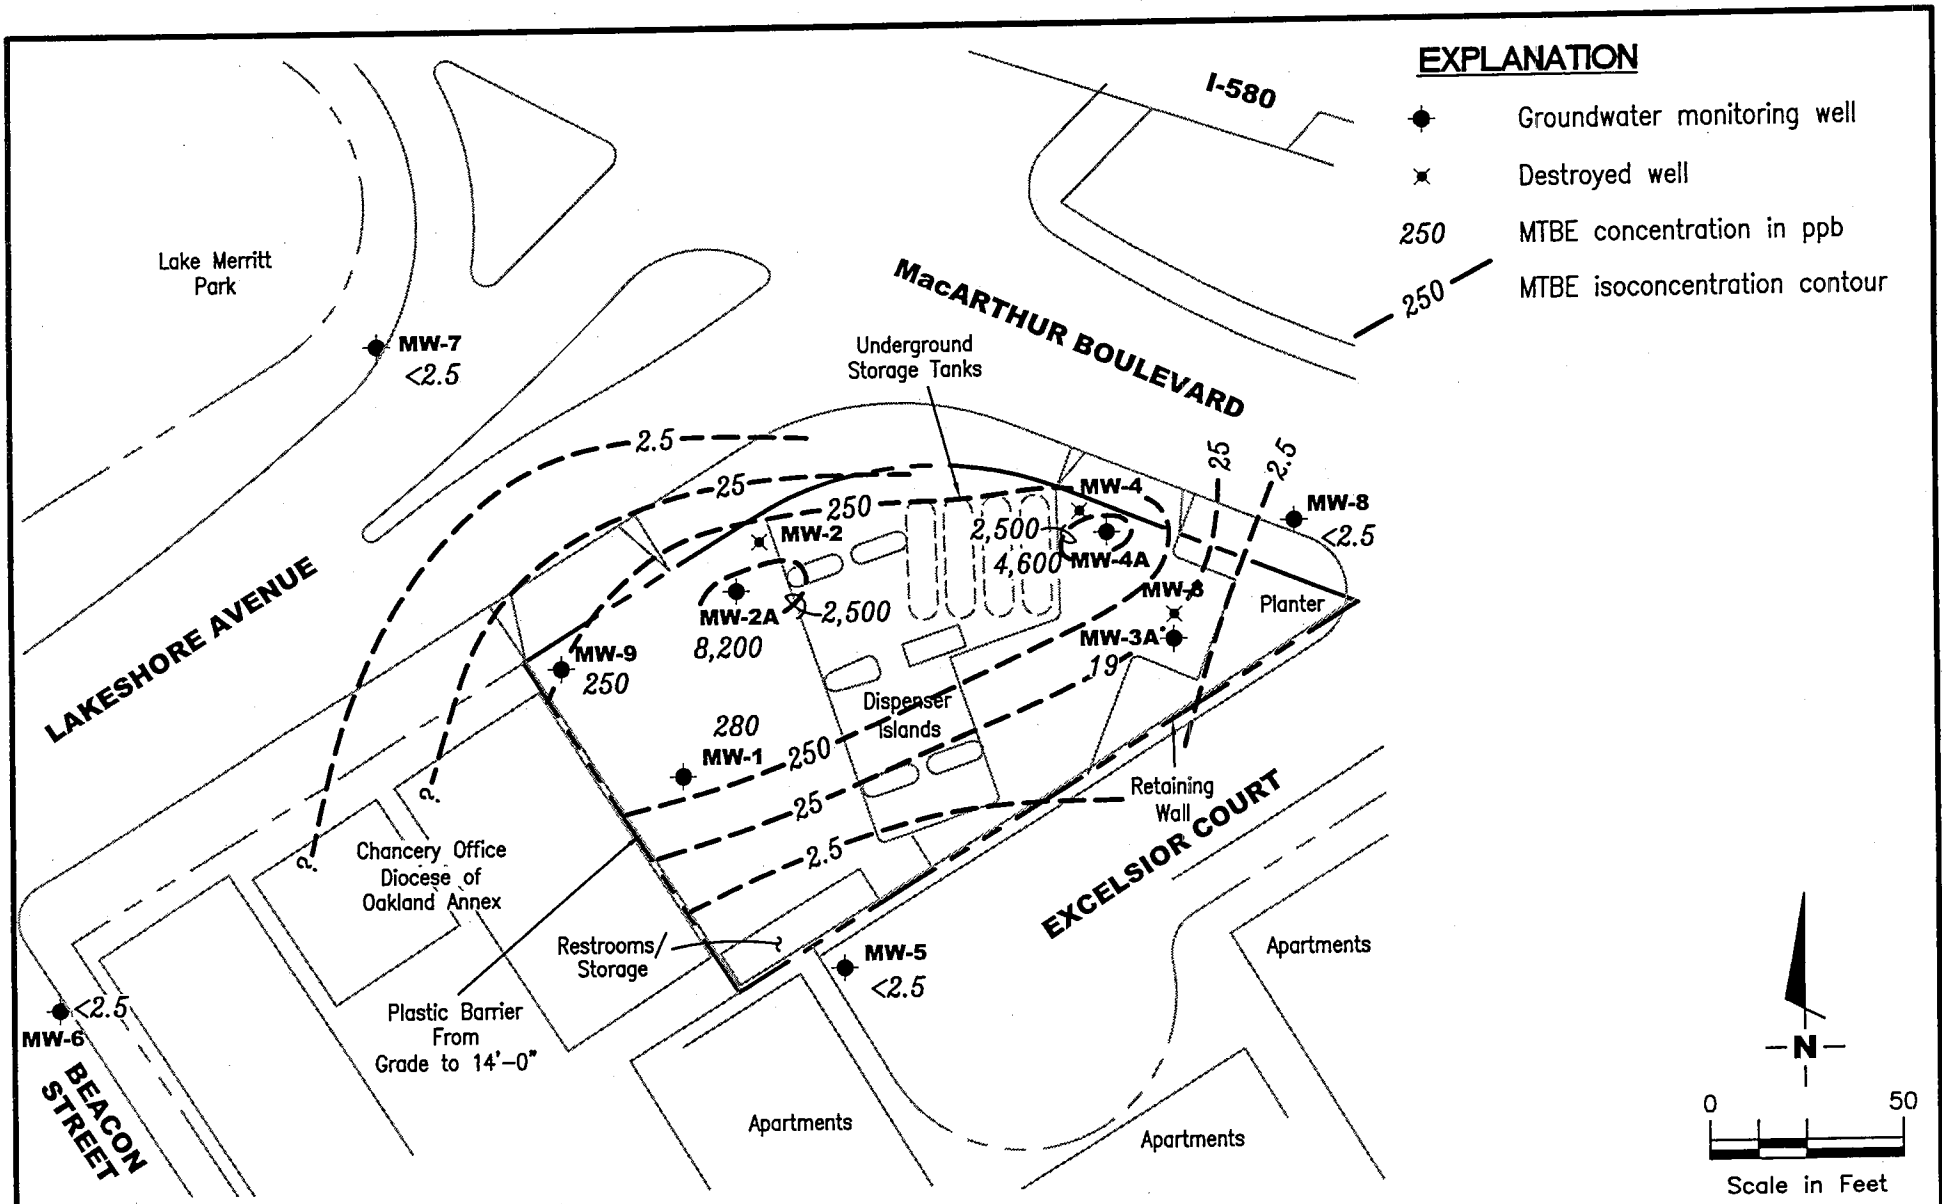 EXPLANATION
Groundwater monitoring well
Destroyed well
250 MTBE concentration in ppb
250 MTBE isoconcentration contour
I-580
Lake Merritt
Park
MacARTHUR BOULEVARD
MW-7
<2.5
Underground
Storage Tanks
2.5
25
250
25
2.5
MW-4
MW-8
<2.5
2,500
4,600
MW-4A
MW-2
MW-2A
8,200
2,500
Planter
MW-3A
19
MW-9
250
LAKESHORE AVENUE
Dispenser
Islands
280
MW-1
250
25
2.5
?
?
Retaining
Wall
EXCELSIOR COURT
Chancery Office
Diocese of
Oakland Annex
Restrooms/
Storage
MW-5
<2.5
Apartments
<2.5
MW-6
Plastic Barrier
From
Grade to 14'-0"
BEACON
STREET
Apartments
Apartments
N
0 50
Scale in Feet